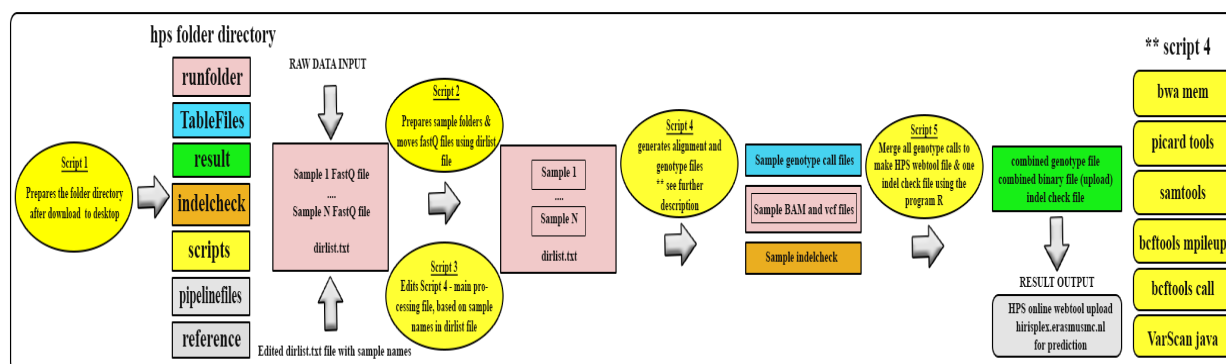 hps folder directory
runfolder
TableFiles
result
indelcheck
scripts
pipelinefiles
reference
Script 1
Prepares the folder directory
after download to desktop
RAW DATA INPUT
Sample 1 FastQ file
....
Sample N FastQ file
dirlist.txt
Edited dirlist.txt file with sample names
Script 2
Prepares sample folders &
moves fastQ files using dirlist
file
Script 3
Edits Script 4 - main pro-
cessing file, based on sample
names in dirlist file
Sample 1
....
Sample N
dirlist.txt
Script 4
generates alignment and
genotype files
** see further
description
Sample genotype call files
Sample BAM and vcf files
Sample indelcheck
Script 5
Merge all genotype calls to
make HPS webtool file & one
indel check file using the
program R
combined genotype file
combined binary file (upload)
indel check file
RESULT OUTPUT
HPS online webtool upload
hirisplex.erasmusmc.nl
for prediction
** script 4
bwa mem
picard tools
samtools
bcftools mpileup
bcftools call
VarScan java